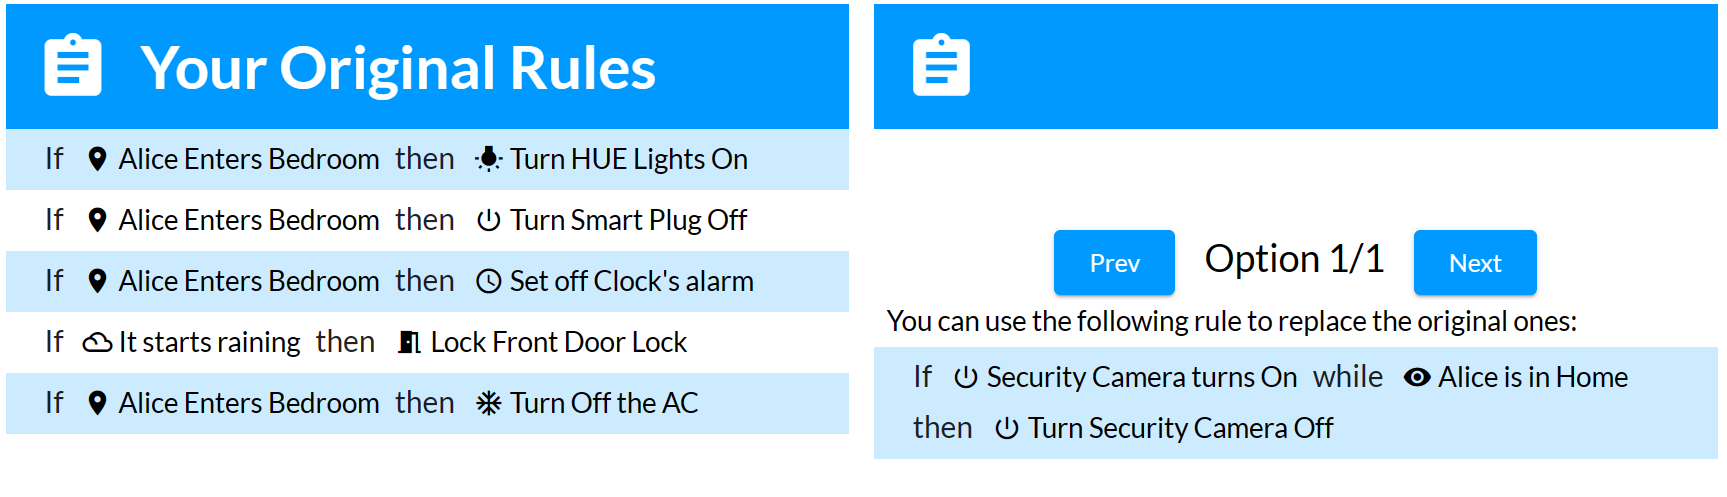 Your Original Rules
If Alice Enters Bedroom then Turn HUE Lights On
If Alice Enters Bedroom then Turn Smart Plug Off
If Alice Enters Bedroom then Set off Clock's alarm
If It starts raining then Lock Front Door Lock
If Alice Enters Bedroom then Turn Off the AC
Prev Option 1/1 Next
You can use the following rule to replace the original ones:
If Security Camera turns On while Alice is in Home
then Turn Security Camera Off